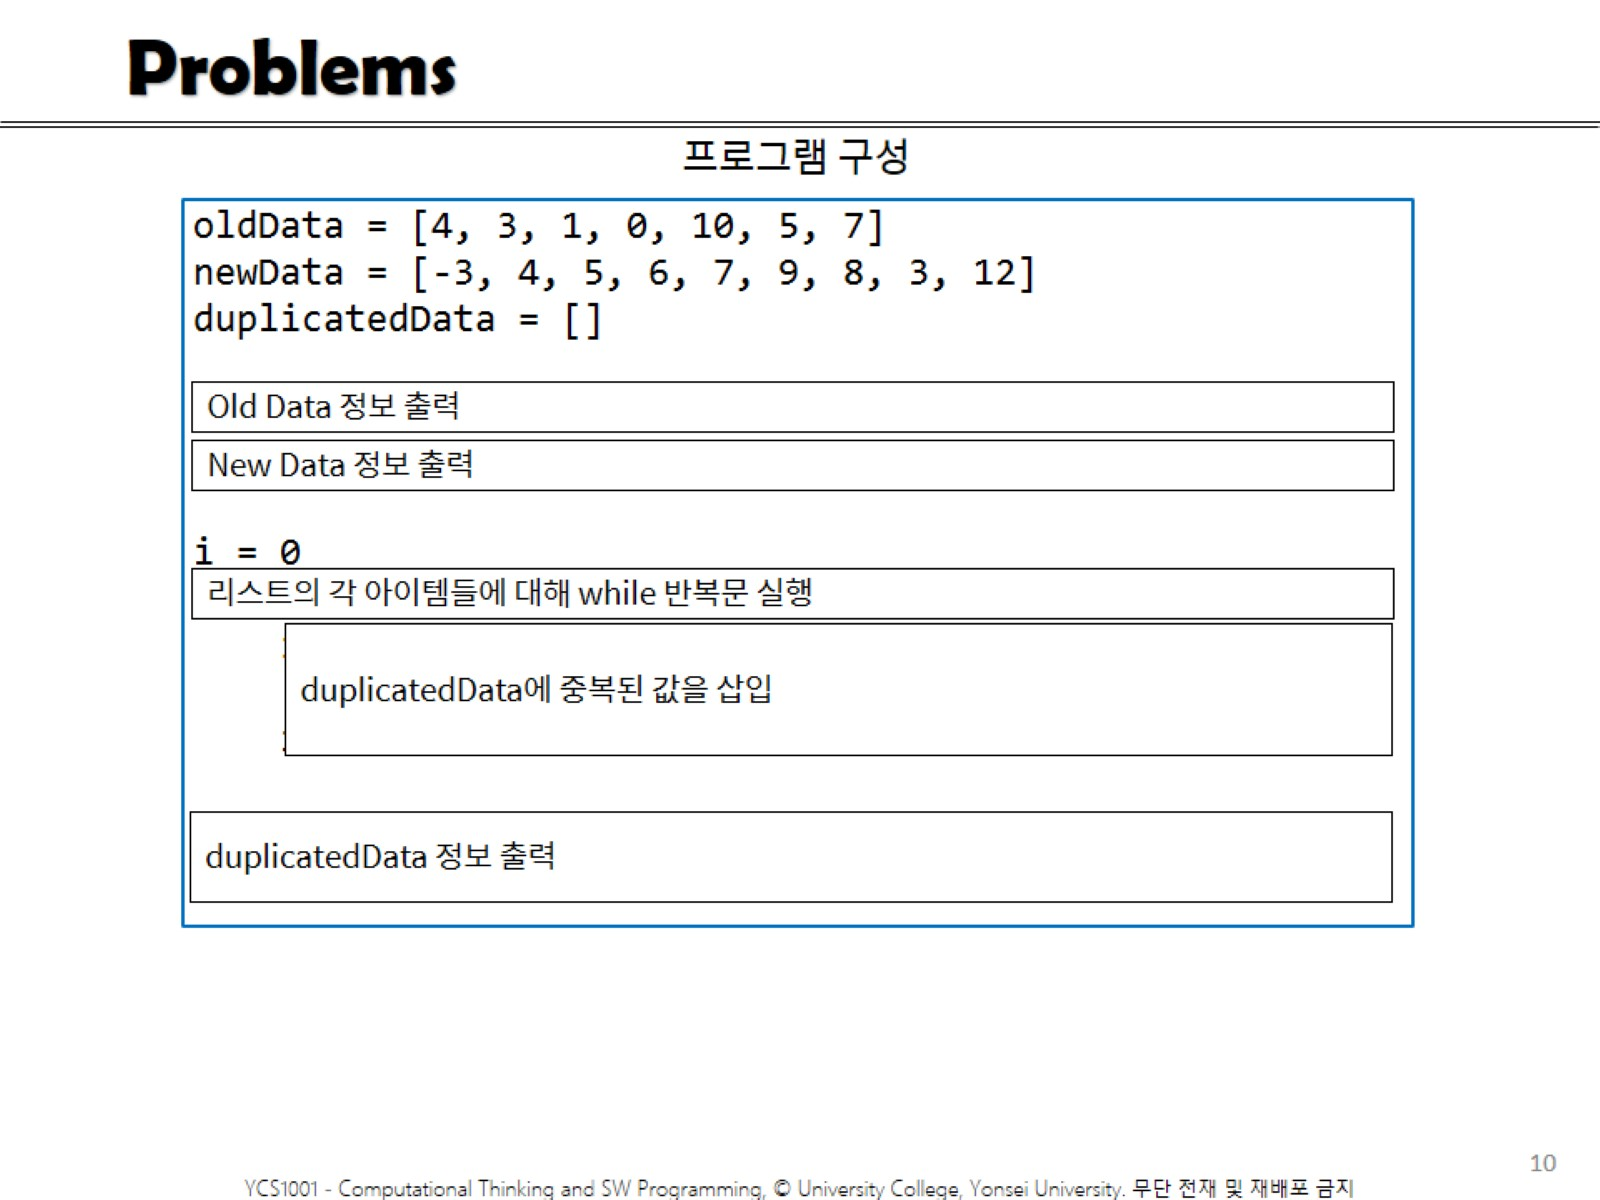 Problems
프로그램 구성
oldData = [4, 3, 1, 0, 10, 5, 7]
newData = [-3, 4, 5, 6, 7, 9, 8, 3, 12]
duplicatedData = []
Old Data 정보 출력
New Data 정보 출력
i = 0
리스트의 각 아이템들에 대해 while 반복문 실행
duplicatedData에 중복된 값을 삽입
duplicatedData 정보 출력
10
YCS1001 - Computational Thinking and SW Programming, © University College, Yonsei University. 무단 전재 및 재배포 금지